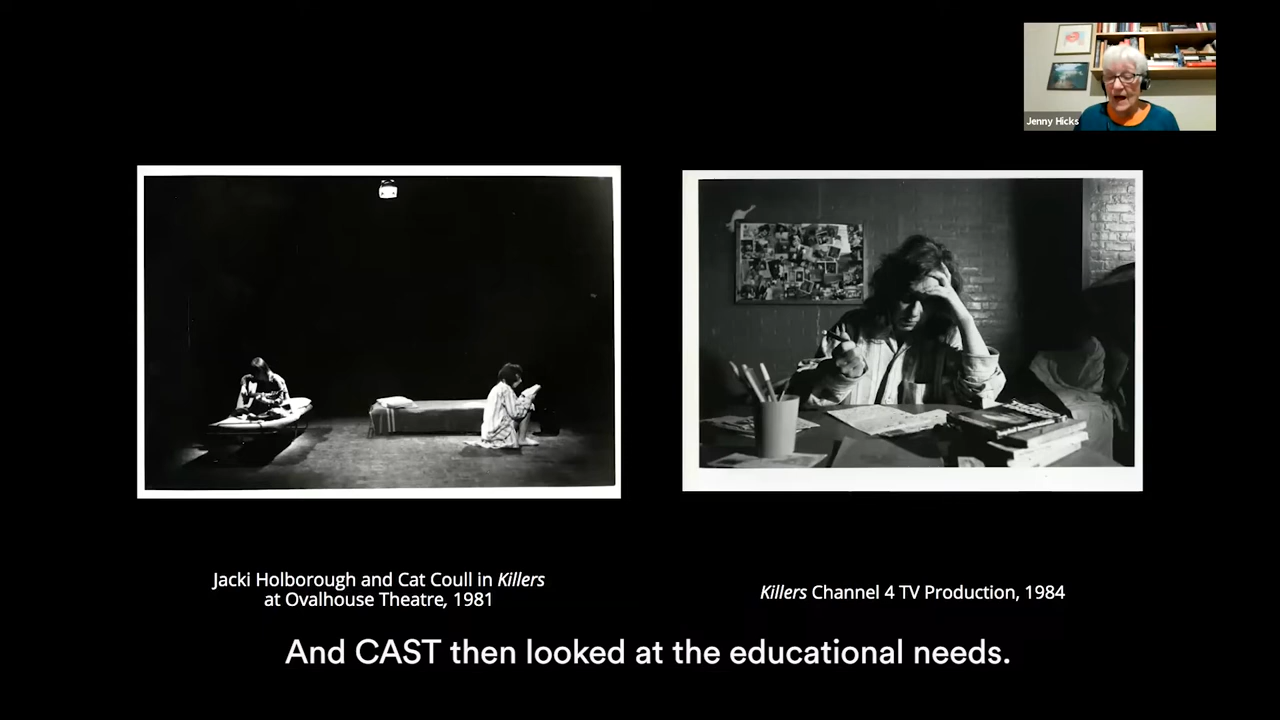 Jenny Hicks
Jacki Holborough and Cat Coull in Killers
at Ovalhouse Theatre, 1981
Killers Channel 4 TV Production, 1984
And CAST then looked at the educational needs.